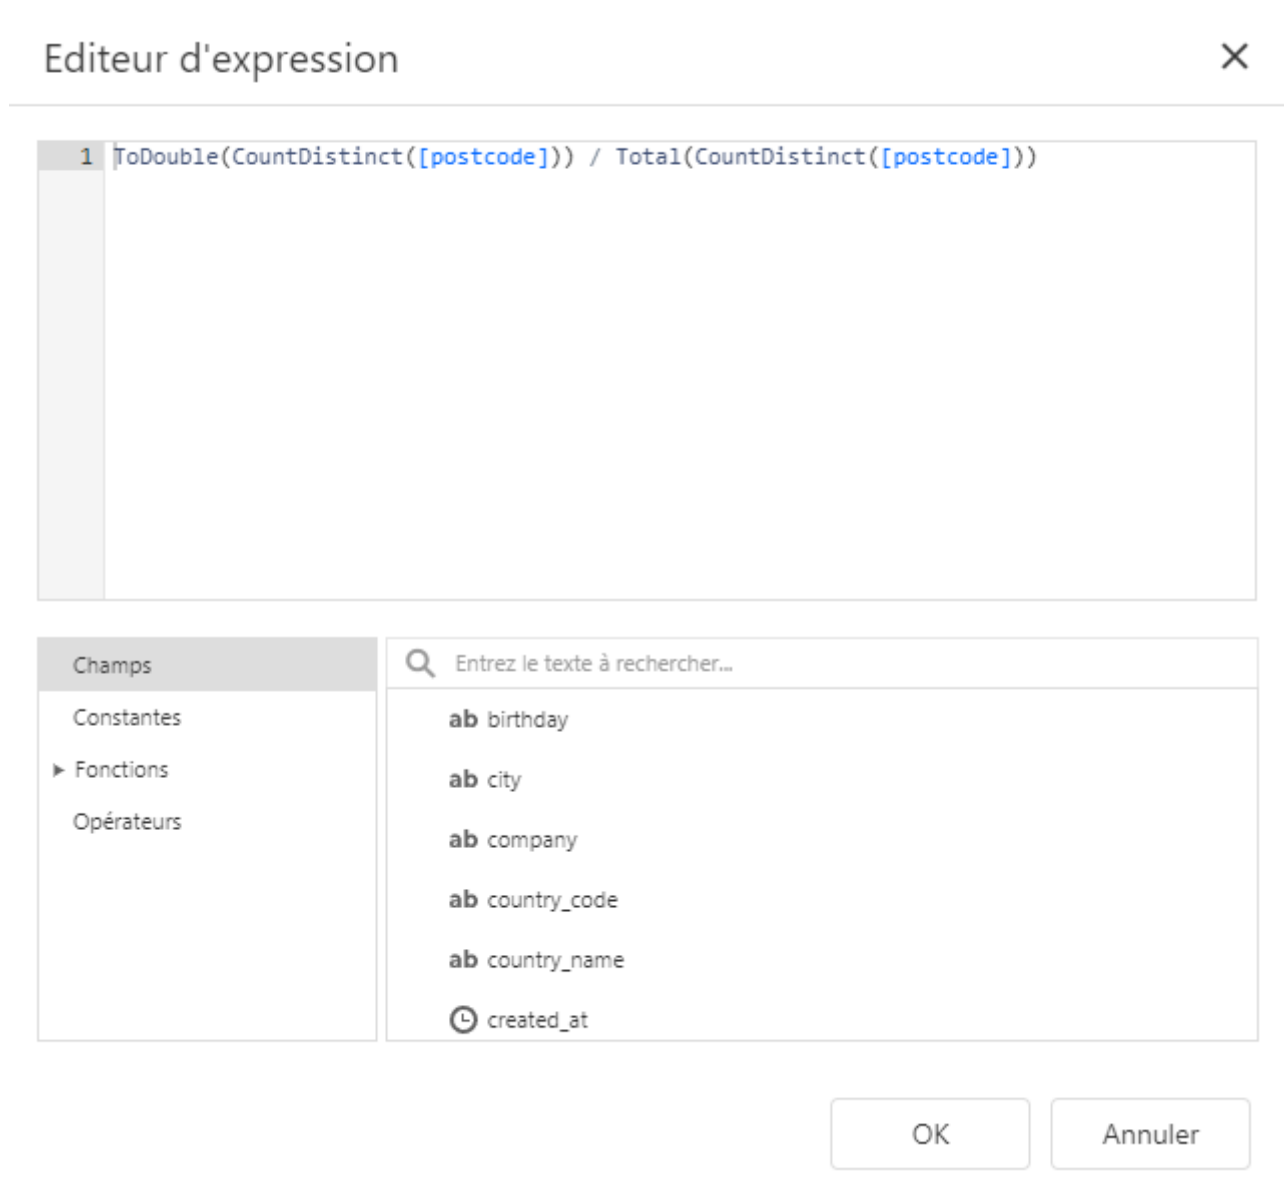 Editeur d'expression
1 ToDouble(CountDistinct([postcode])) / Total(CountDistinct([postcode]))
Champs
Constantes
Fonctions
Opérateurs
Entrez le texte à rechercher...
ab birthday
ab city
ab company
ab country_code
ab country_name
created_at
OK
Annuler